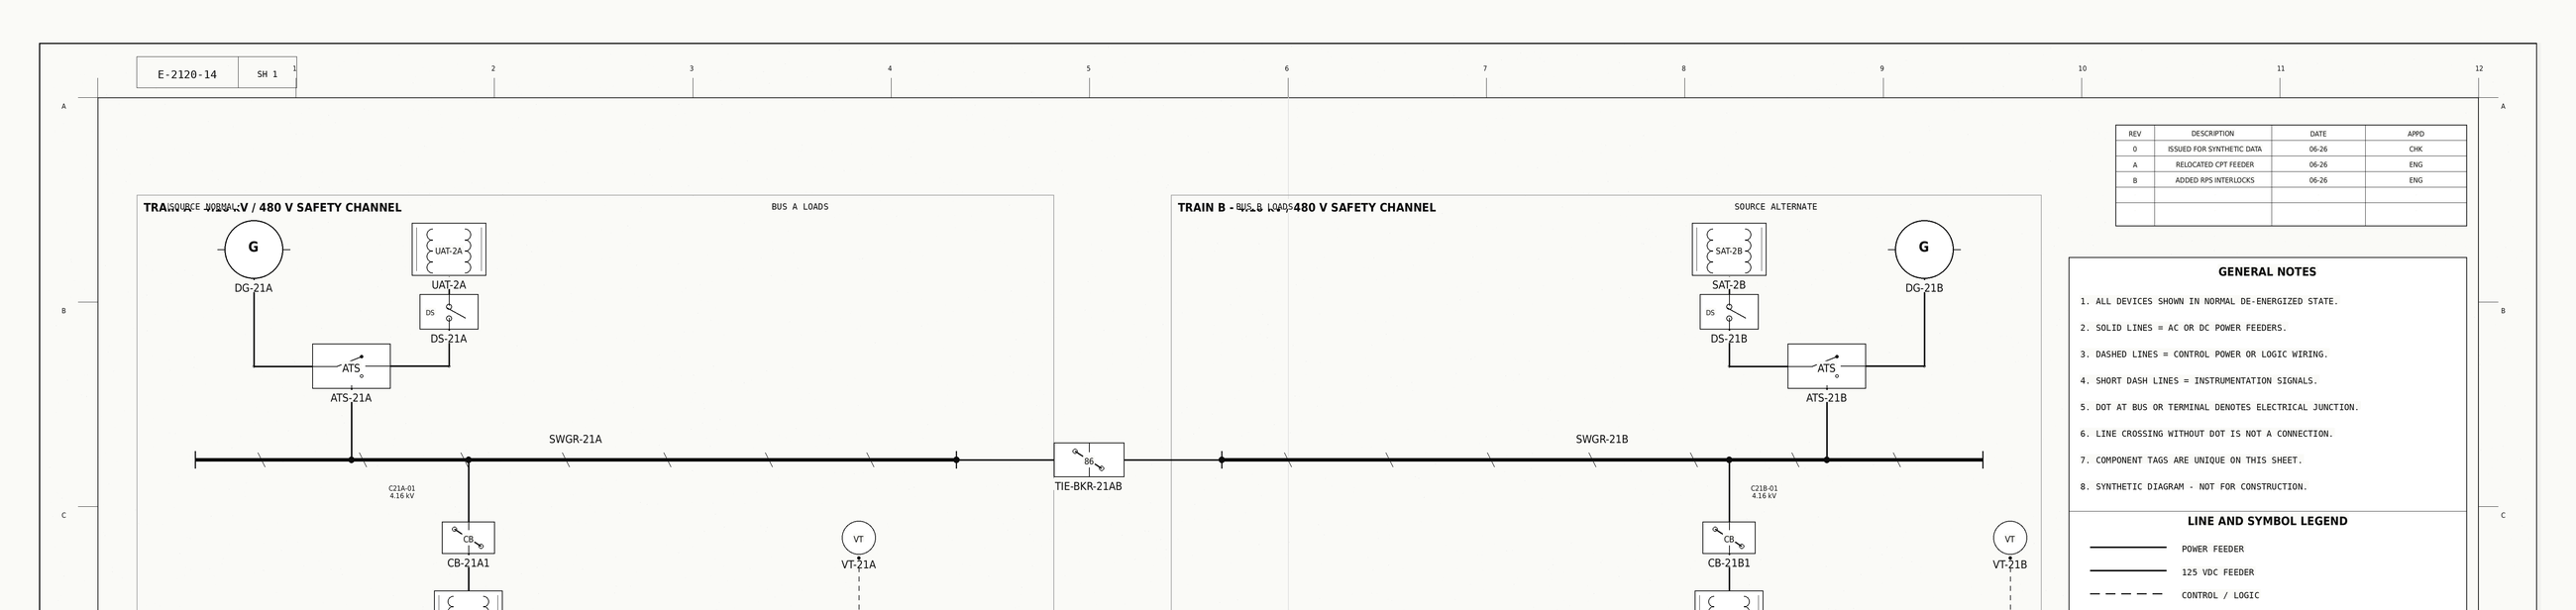 E-2120-14 SH 1
1 2 3 4 5 6 7 8 9 10 11 12
A A
REV DESCRIPTION DATE APPD
0 ISSUED FOR SYNTHETIC DATA 06-26 CHK
A RELOCATED CPT FEEDER 06-26 ENG
B ADDED RPS INTERLOCKS 06-26 ENG
SOURCE NORMAL
V / 480 V SAFETY CHANNEL
BUS A LOADS
TRAIN B -
BUS B LOADS
480 V SAFETY CHANNEL
SOURCE ALTERNATE
G
UAT-2A
DG-21A
UAT-2A
DS
DS-21A
ATS
ATS-21A
SAT-2B
G
SAT-2B
DG-21B
DS
DS-21B
ATS
ATS-21B
B B
SWGR-21A
86
TIE-BKR-21AB
SWGR-21B
C21A-01
4.16 kV
CB
CB-21A1
VT
VT-21A
C21B-01
4.16 kV
CB
CB-21B1
VT
VT-21B
C C
GENERAL NOTES
1. ALL DEVICES SHOWN IN NORMAL DE-ENERGIZED STATE.
2. SOLID LINES = AC OR DC POWER FEEDERS.
3. DASHED LINES = CONTROL POWER OR LOGIC WIRING.
4. SHORT DASH LINES = INSTRUMENTATION SIGNALS.
5. DOT AT BUS OR TERMINAL DENOTES ELECTRICAL JUNCTION.
6. LINE CROSSING WITHOUT DOT IS NOT A CONNECTION.
7. COMPONENT TAGS ARE UNIQUE ON THIS SHEET.
8. SYNTHETIC DIAGRAM - NOT FOR CONSTRUCTION.
LINE AND SYMBOL LEGEND
POWER FEEDER
125 VDC FEEDER
CONTROL / LOGIC